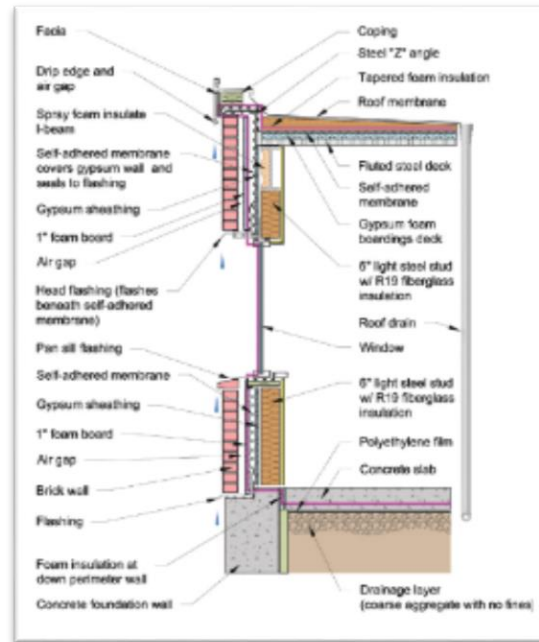 Facia
Drip edge and
air gap
Spray foam insulate
I-beam
Self-adhered membrane
covers gypsum wall and
seals to flashing
Gypsum sheathing
1" foam board
Air gap
Head flashing (flashes
beneath self-adhered
membrane)
Pan sill flashing
Self-adhered membrane
Gypsum sheathing
1" foam board
Air gap
Brick wall
Flashing
Foam insulation at
down perimeter wall
Concrete foundation wall
Coping
Steel "Z" angle
Tapered foam insulation
Roof membrane
Fluted steel deck
Self-adhered
membrane
Gypsum foam
boardings deck
6" light steel stud
w/ R19 fiberglass
insulation
Roof drain
Window
6" light steel stud
w/ R19 fiberglass
insulation
Polyethylene film
Concrete slab
Drainage layer
(coarse aggregate with no fines)